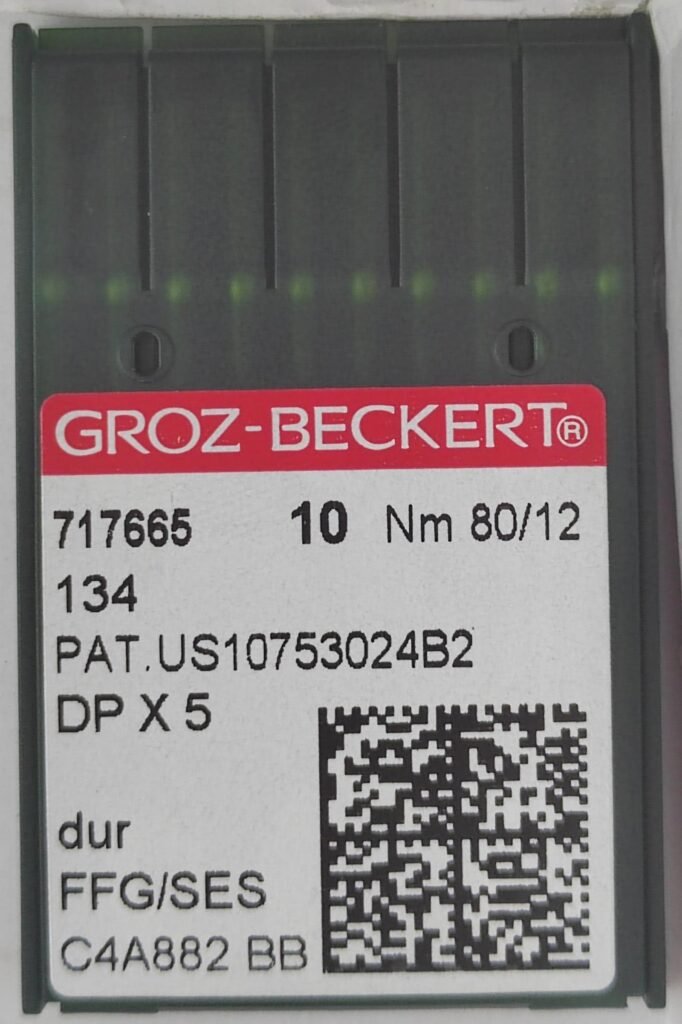 GROZ-BECKERT®
717665 10 Nm 80/12
134
PAT.US10753024B2
DP X 5
dur
FFG/SES
C4A882 BB